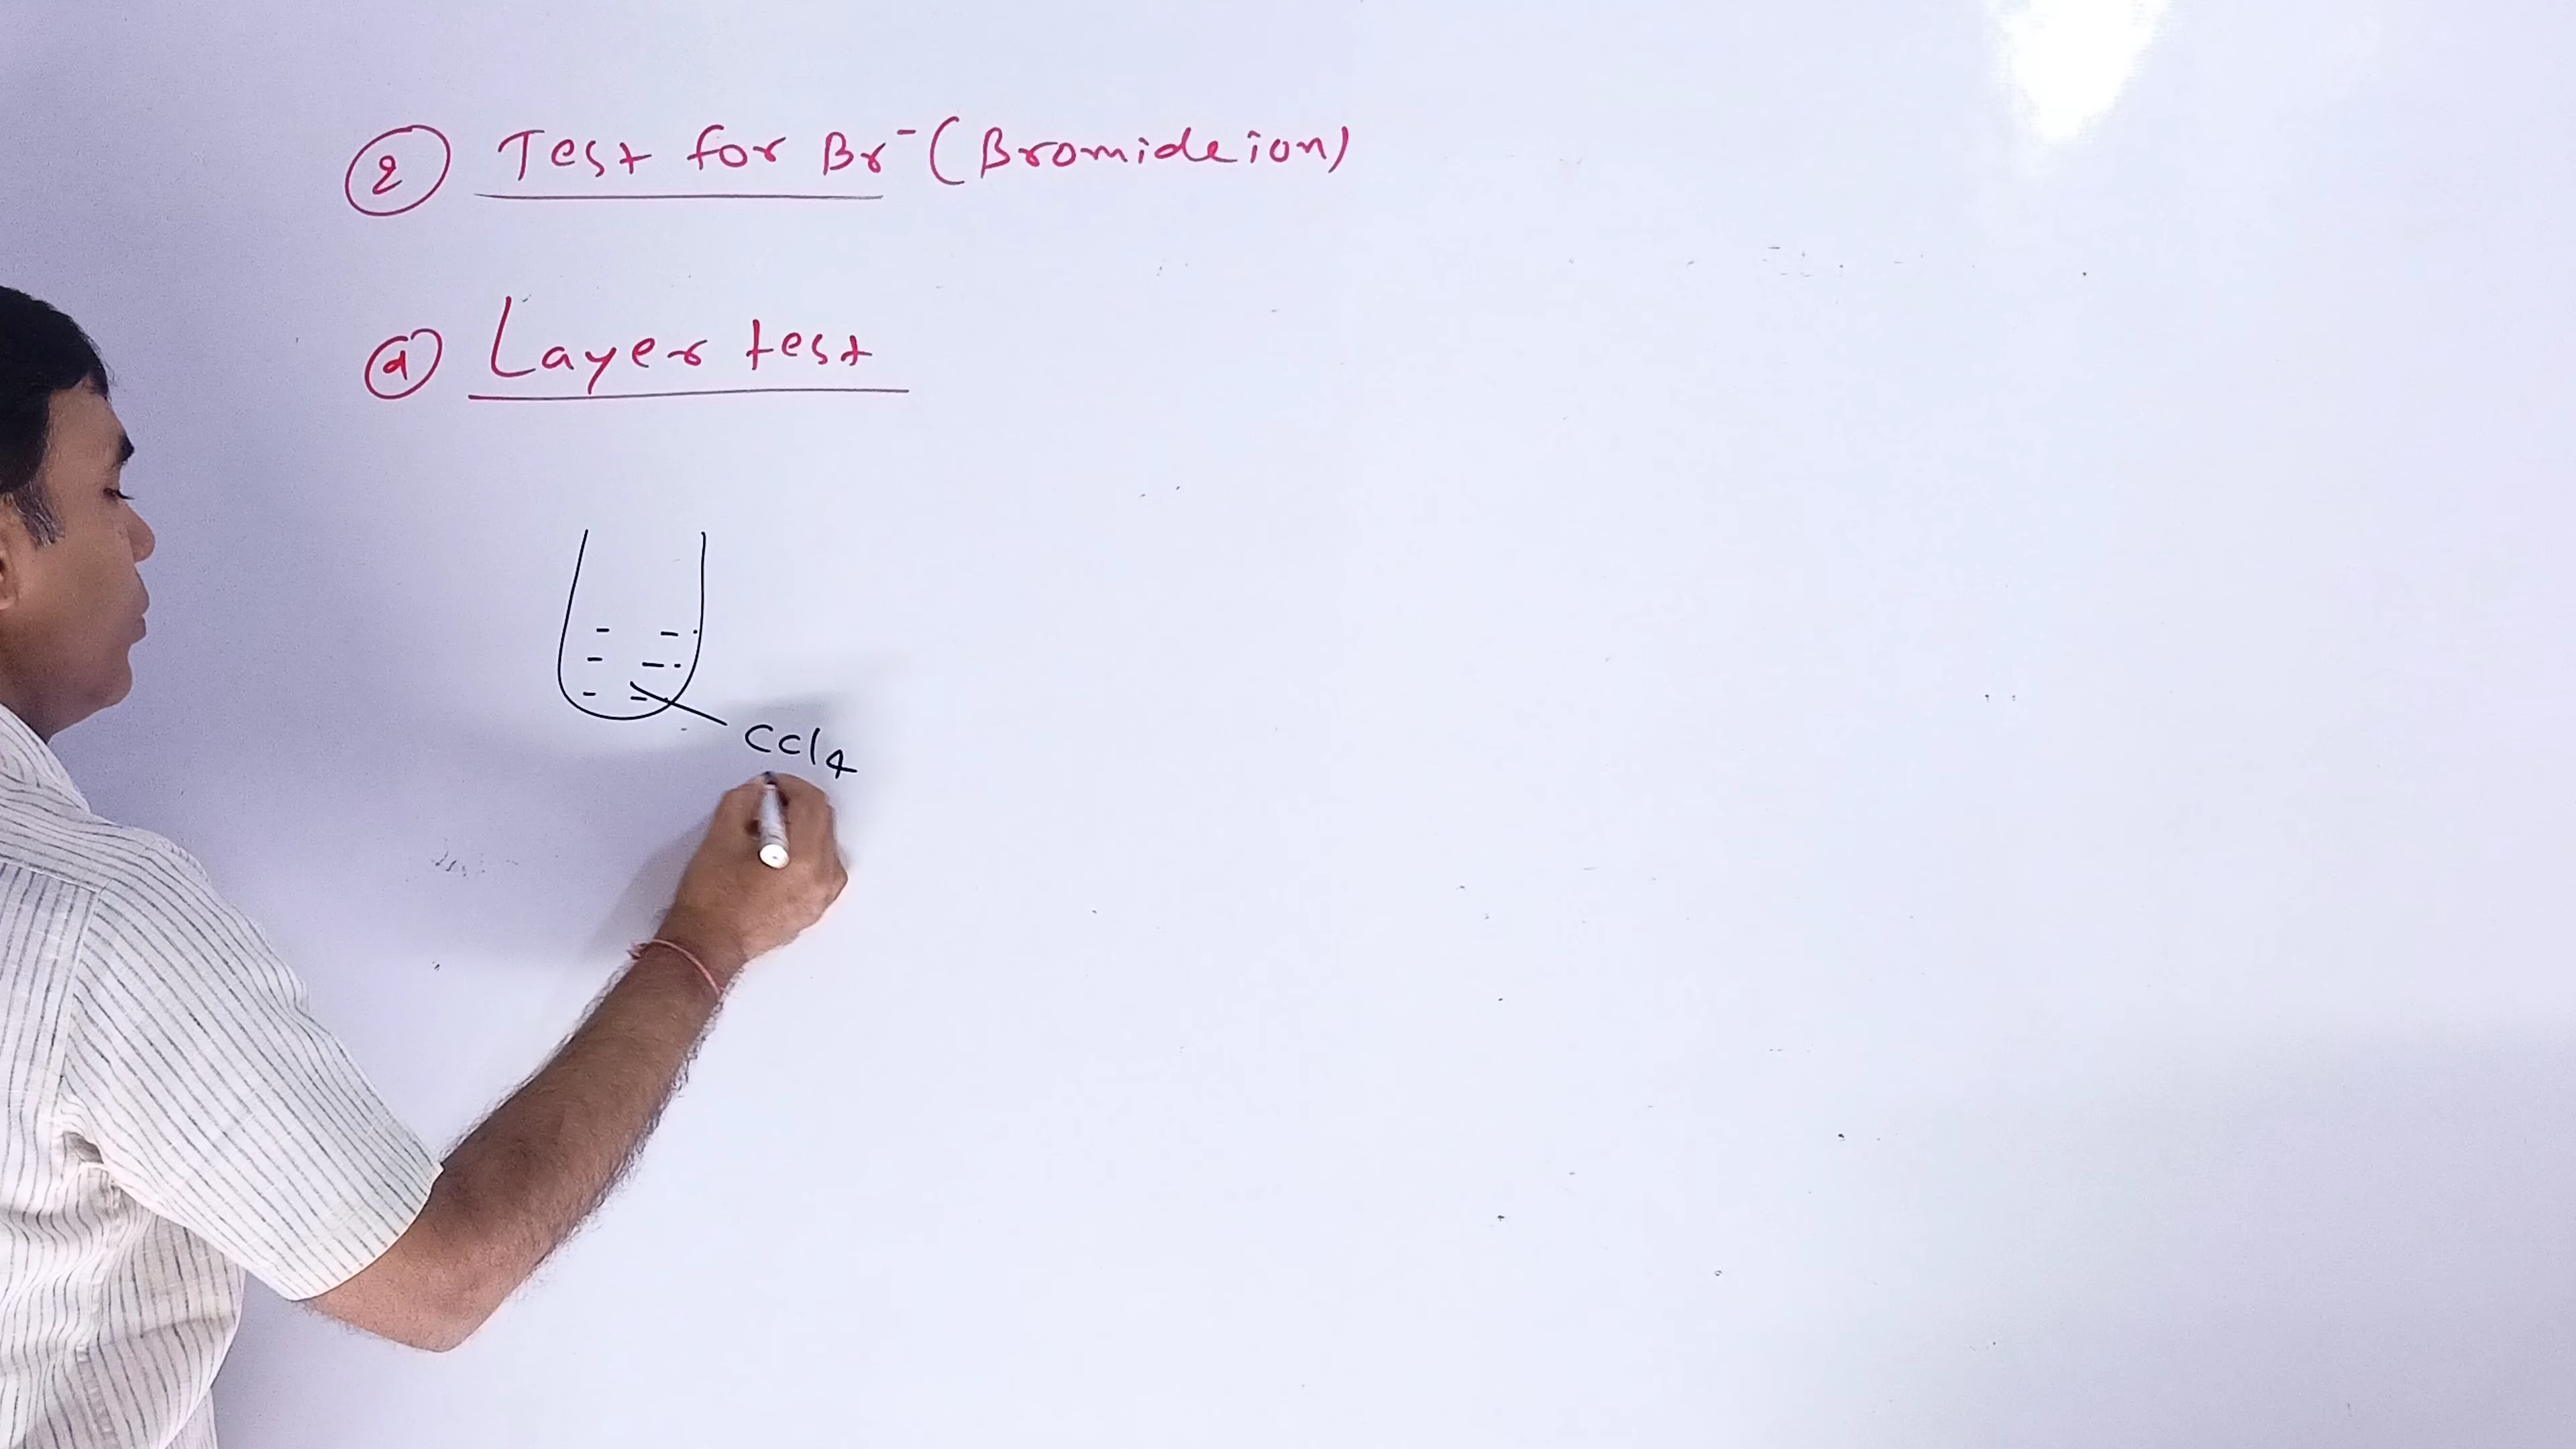 ② Test for Br⁻ (Bromide ion)
ⓐ Layer test
CCl₄